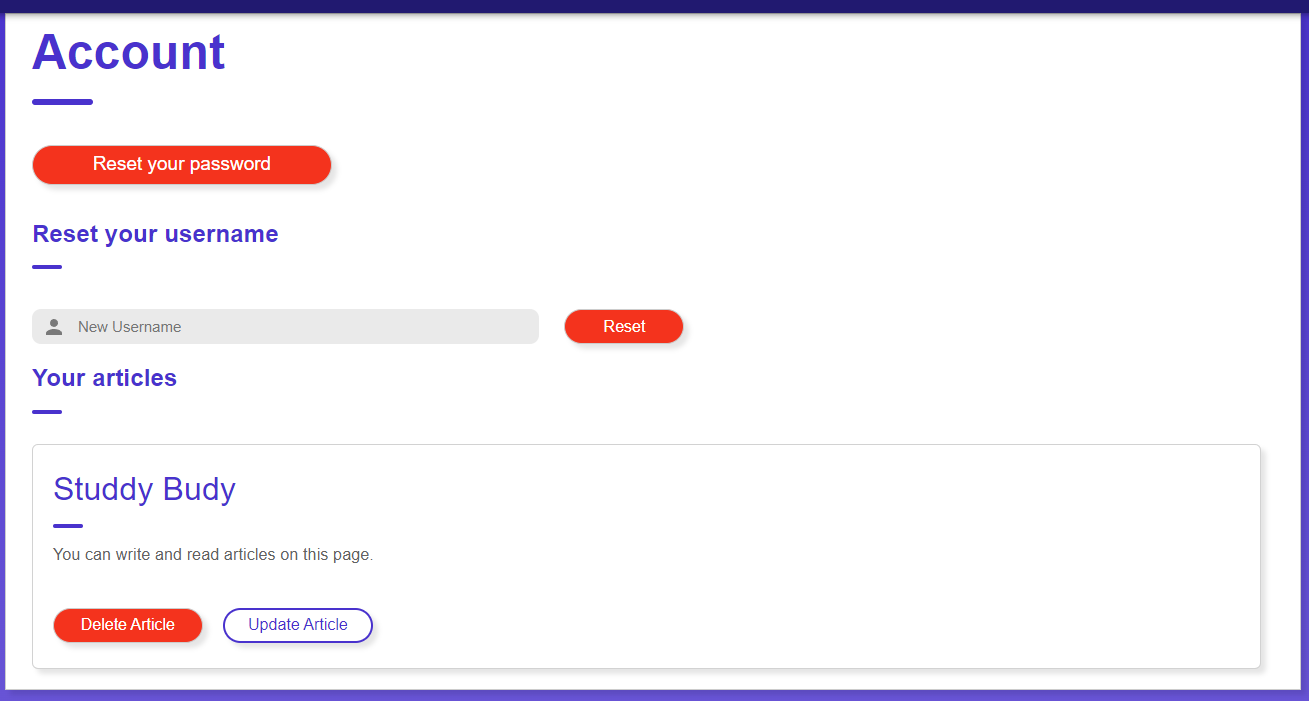 Account
Reset your password
Reset your username
New Username
Reset
Your articles
Studdy Budy
You can write and read articles on this page.
Delete Article
Update Article